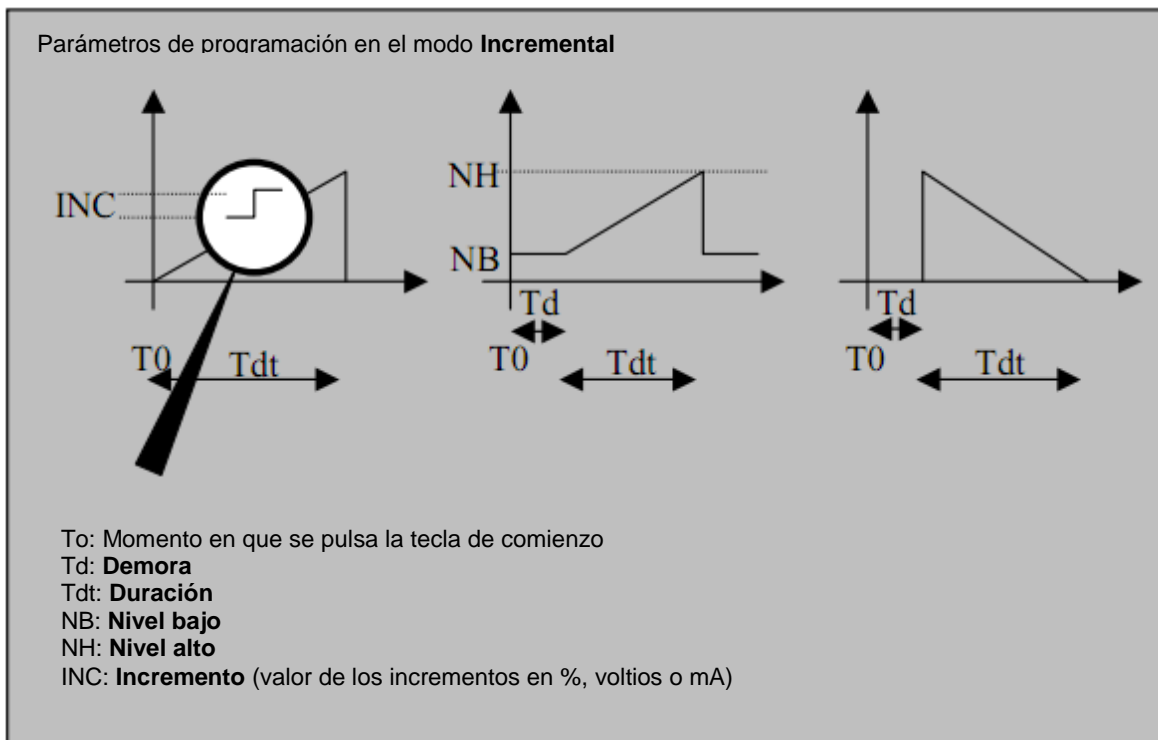 Parámetros de programación en el modo Incremental
INC
T0
Tdt
NH
NB
Td
T0
Tdt
Td
T0
Tdt
To: Momento en que se pulsa la tecla de comienzo
Td: Demora
Tdt: Duración
NB: Nivel bajo
NH: Nivel alto
INC: Incremento (valor de los incrementos en %, voltios o mA)